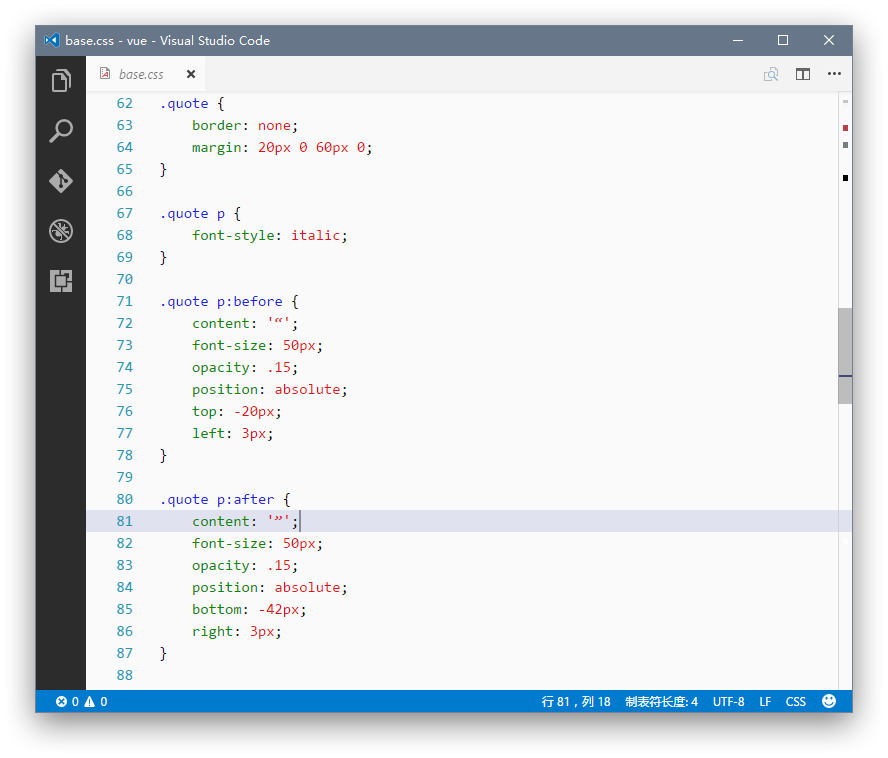 base.css - vue - Visual Studio Code
base.css
62 .quote {
63     border: none;
64     margin: 20px 0 60px 0;
65 }
66
67 .quote p {
68     font-style: italic;
69 }
70
71 .quote p:before {
72     content: '“';
73     font-size: 50px;
74     opacity: .15;
75     position: absolute;
76     top: -20px;
77     left: 3px;
78 }
79
80 .quote p:after {
81     content: '”';
82     font-size: 50px;
83     opacity: .15;
84     position: absolute;
85     bottom: -42px;
86     right: 3px;
87 }
88
0 0 行 81，列 18 制表符长度: 4 UTF-8 LF CSS